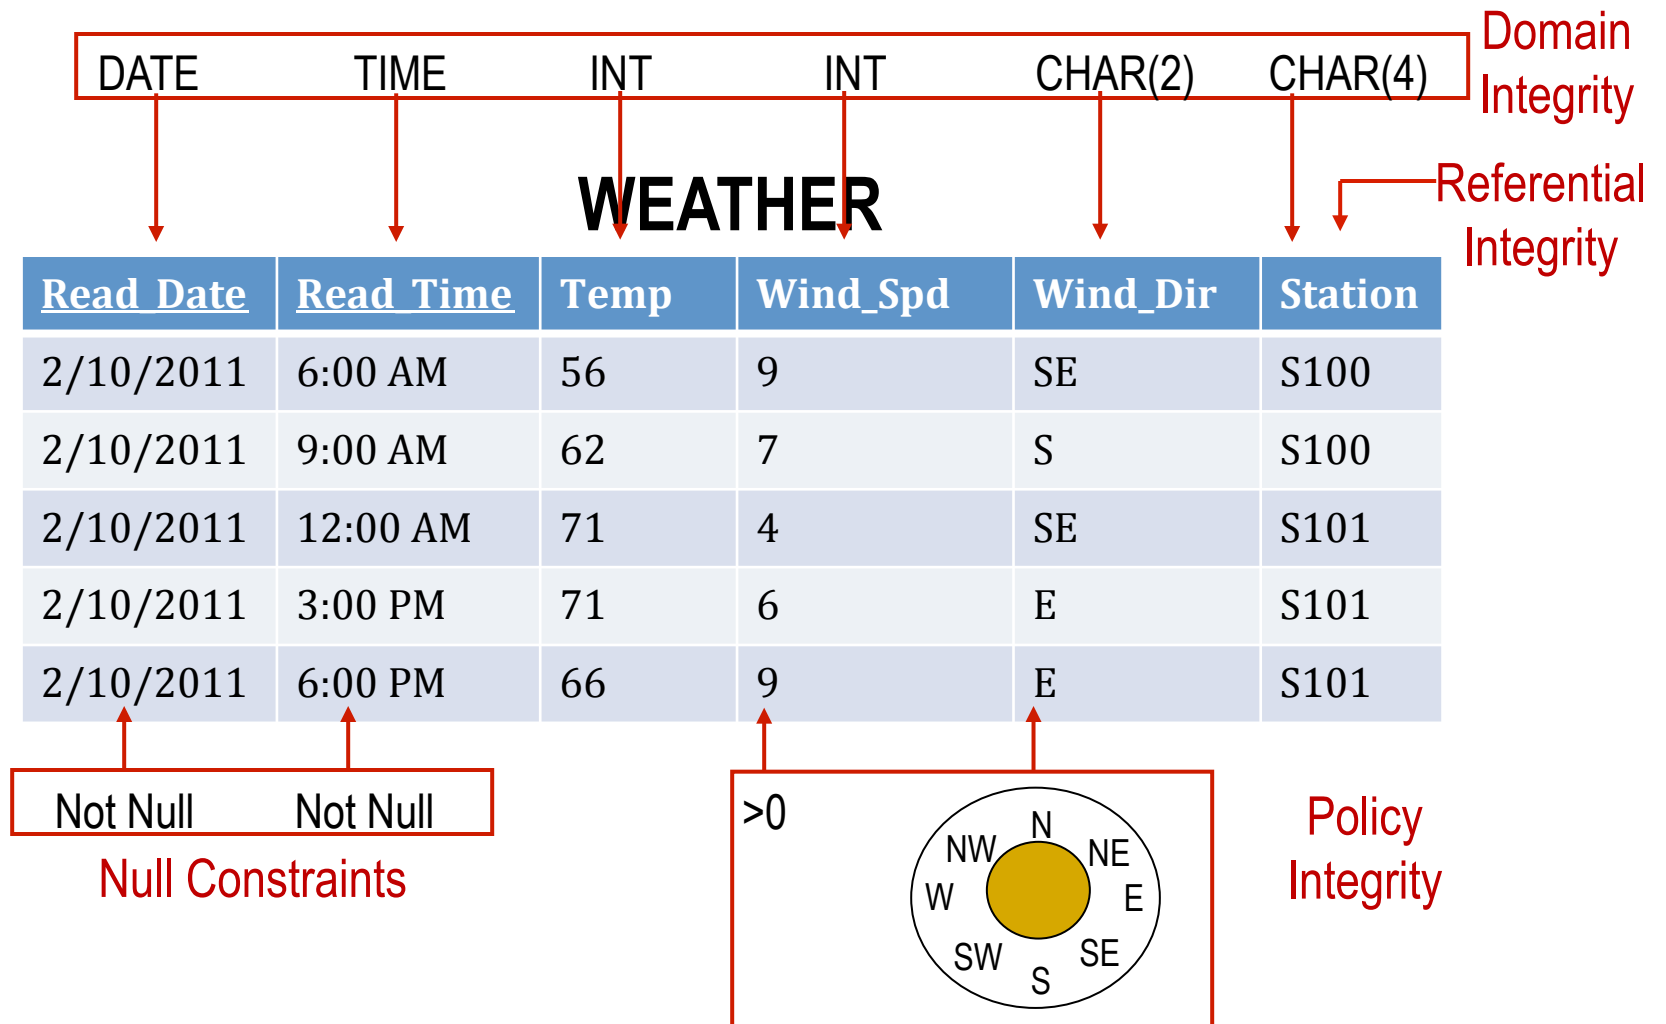 DATE TIME INT INT CHAR(2) CHAR(4)
Domain
Integrity
WEATHER
Referential
Integrity
Read_Date Read_Time Temp Wind_Spd Wind_Dir Station
2/10/2011 6:00 AM 56 9 SE S100
2/10/2011 9:00 AM 62 7 S S100
2/10/2011 12:00 AM 71 4 SE S101
2/10/2011 3:00 PM 71 6 E S101
2/10/2011 6:00 PM 66 9 E S101
Not Null Not Null
Null Constraints
>0
N
NW NE
W E
SW SE
S
Policy
Integrity